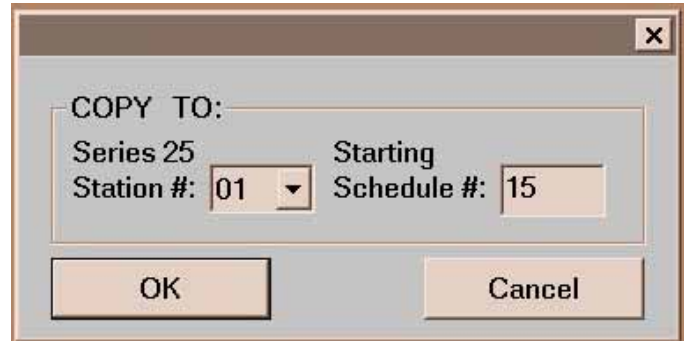 COPY TO:
Series 25
Station #: 01
Starting
Schedule #: 15
OK
Cancel